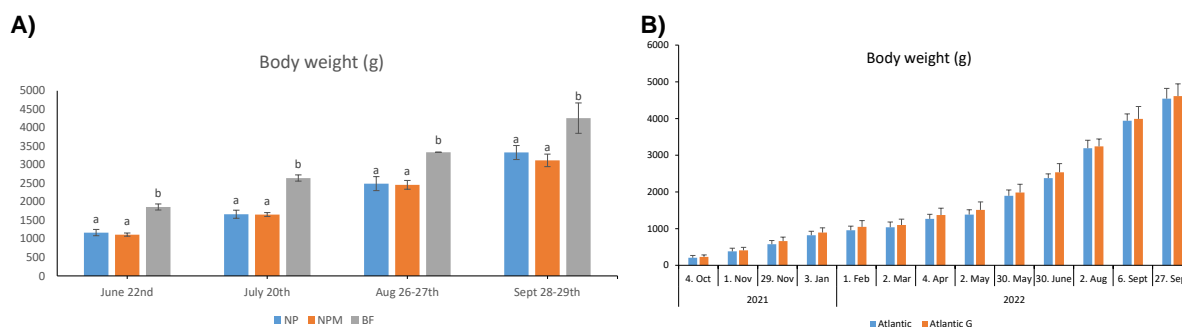 A)
Body weight (g)
5000
4500
4000
3500
3000
2500
2000
1500
1000
500
0
a a b
a a b
a a b
a a b
June 22nd July 20th Aug 26-27th Sept 28-29th
NP NPM BF
B)
Body weight (g)
6000
5000
4000
3000
2000
1000
0
4. Oct 1. Nov 29. Nov 3. Jan 1. Feb 2. Mar 4. Apr 2. May 30. May 30. June 2. Aug 6. Sept 27. Sep
2021 2022
Atlantic Atlantic G